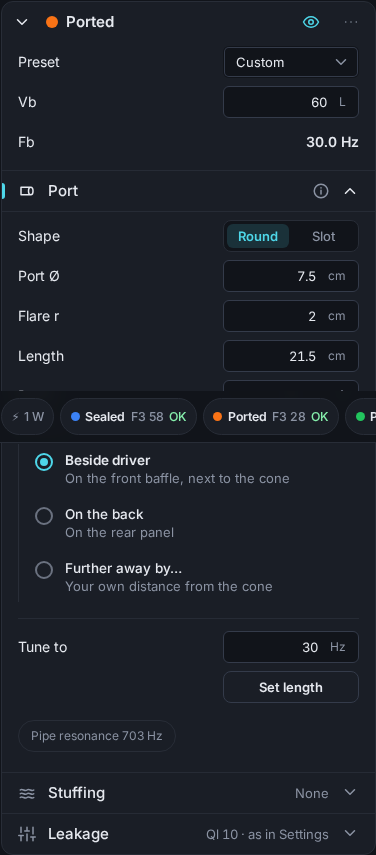 Ported
Preset Custom
Vb 60 L
Fb 30.0 Hz
Port
Shape Round Slot
Port Ø 7.5 cm
Flare r 2 cm
Length 21.5 cm
1 W Sealed F3 58 OK Ported F3 28 OK
Beside driver
On the front baffle, next to the cone
On the back
On the rear panel
Further away by...
Your own distance from the cone
Tune to 30 Hz
Set length
Pipe resonance 703 Hz
Stuffing None
Leakage Ql 10 · as in Settings